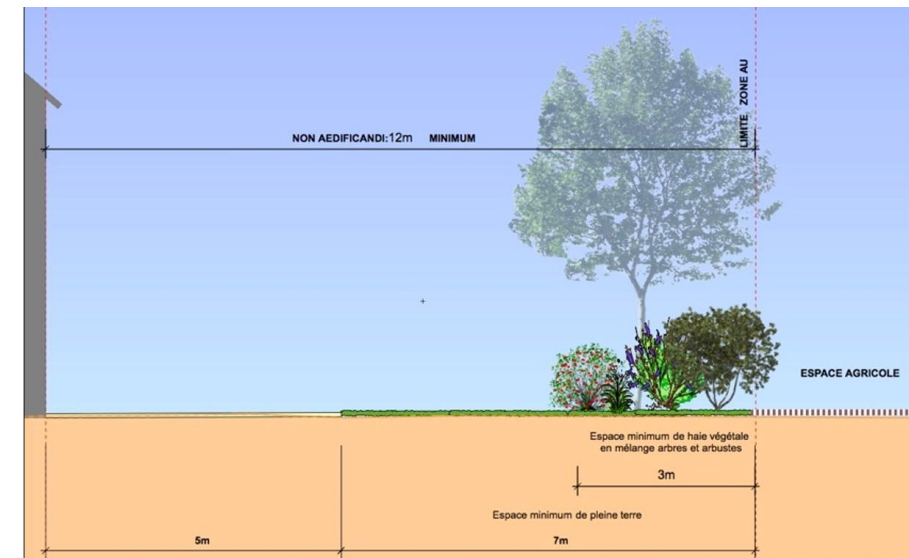 LIMITE ZONE AU
NON AEDIFICANDI:12m MINIMUM
ESPACE AGRICOLE
Espace minimum de haie végétale
en mélange arbres et arbustes
3m
Espace minimum de pleine terre
5m
7m